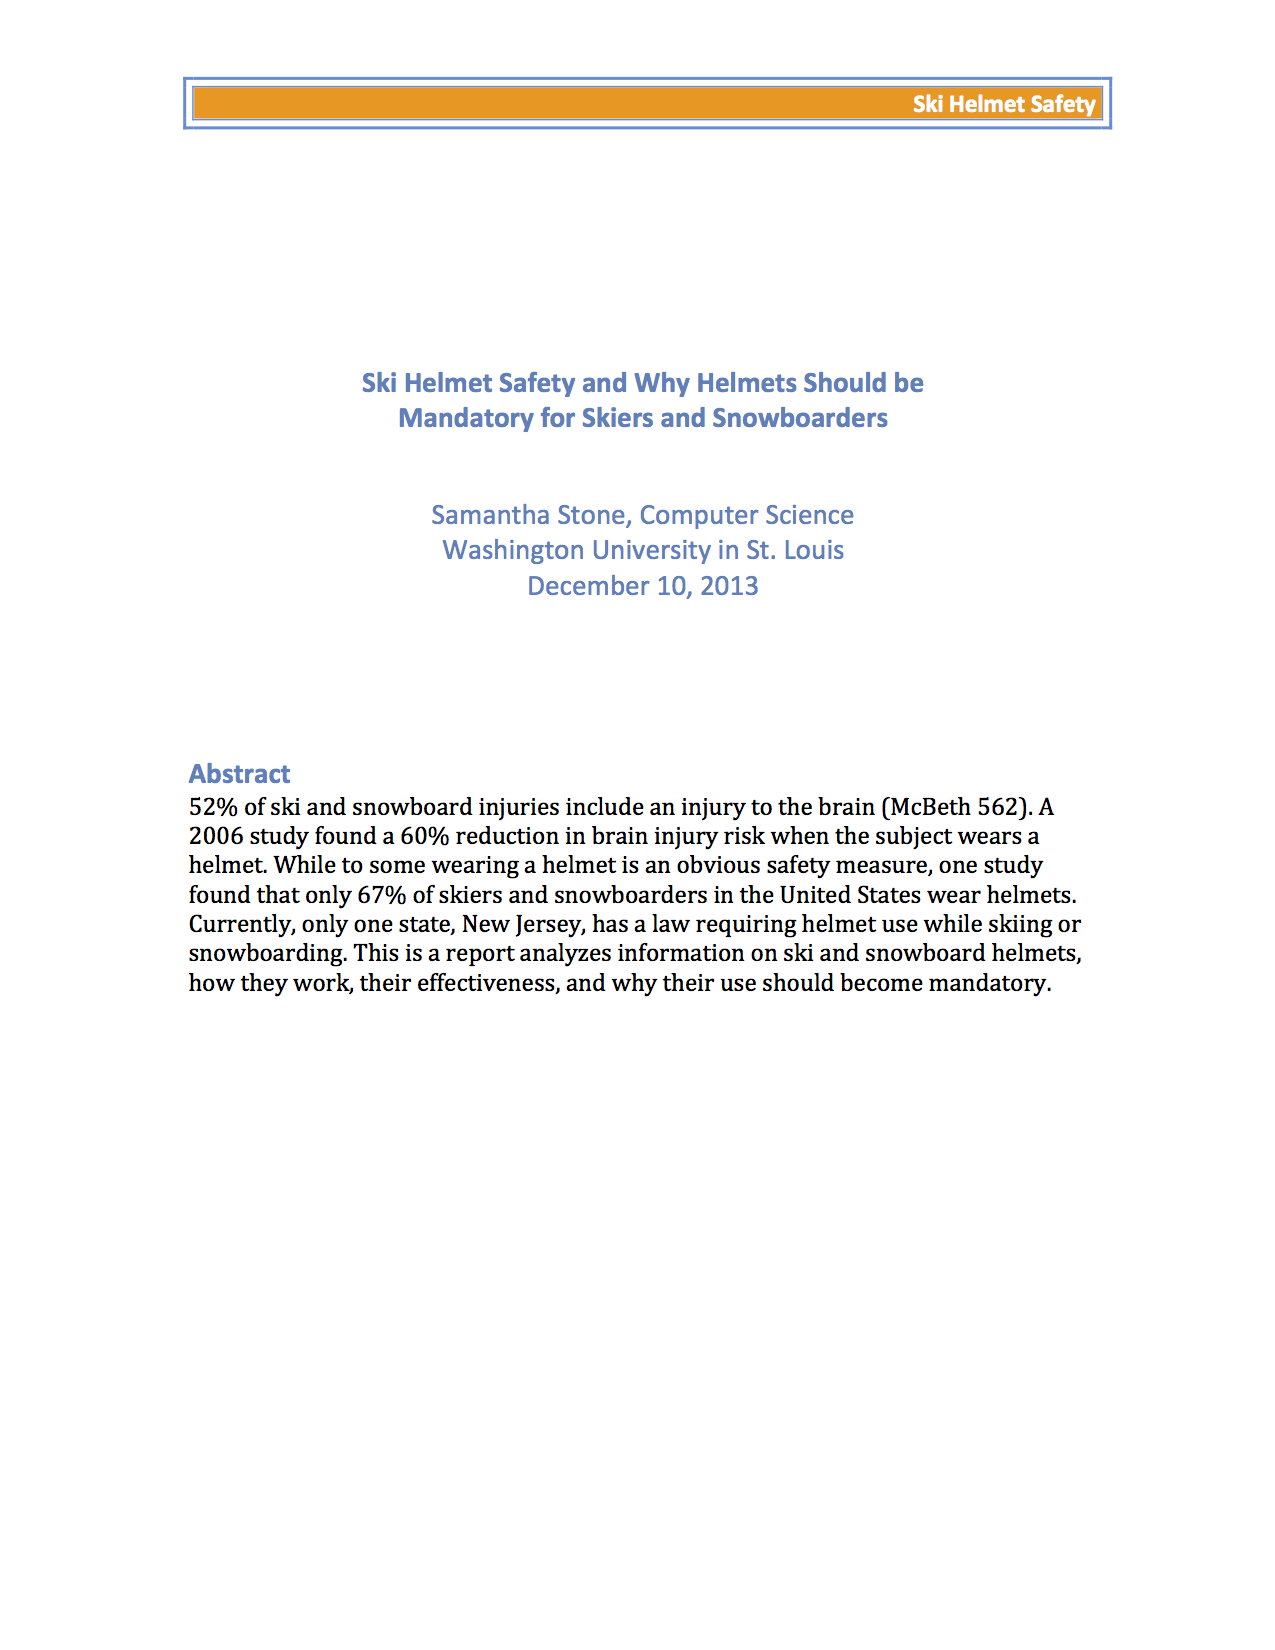 Ski Helmet Safety
Ski Helmet Safety and Why Helmets Should be
Mandatory for Skiers and Snowboarders
Samantha Stone, Computer Science
Washington University in St. Louis
December 10, 2013
Abstract
52% of ski and snowboard injuries include an injury to the brain (McBeth 562). A
2006 study found a 60% reduction in brain injury risk when the subject wears a
helmet. While to some wearing a helmet is an obvious safety measure, one study
found that only 67% of skiers and snowboarders in the United States wear helmets.
Currently, only one state, New Jersey, has a law requiring helmet use while skiing or
snowboarding. This is a report analyzes information on ski and snowboard helmets,
how they work, their effectiveness, and why their use should become mandatory.